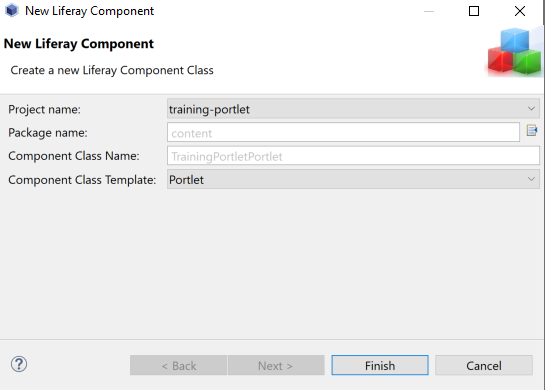 New Liferay Component
New Liferay Component
Create a new Liferay Component Class
Project name: training-portlet
Package name: content
Component Class Name: TrainingPortletPortlet
Component Class Template: Portlet
? < Back Next > Finish Cancel